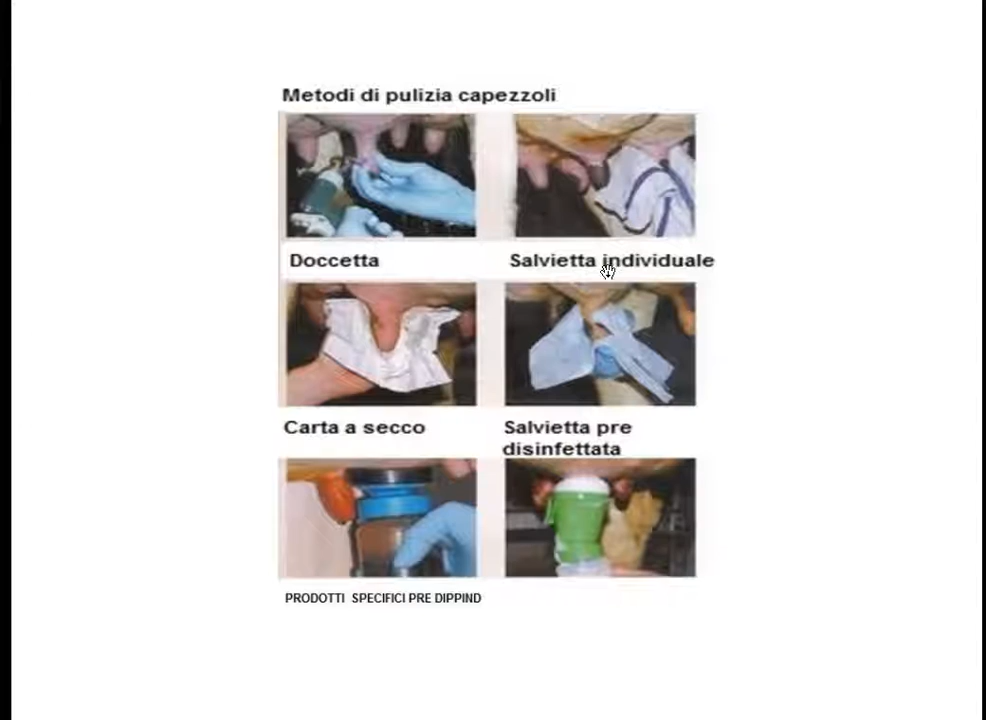 Metodi di pulizia capezzoli
Doccetta
Salvietta individuale
Carta a secco
Salvietta pre
disinfettata
PRODOTTI SPECIFICI PRE DIPPIND